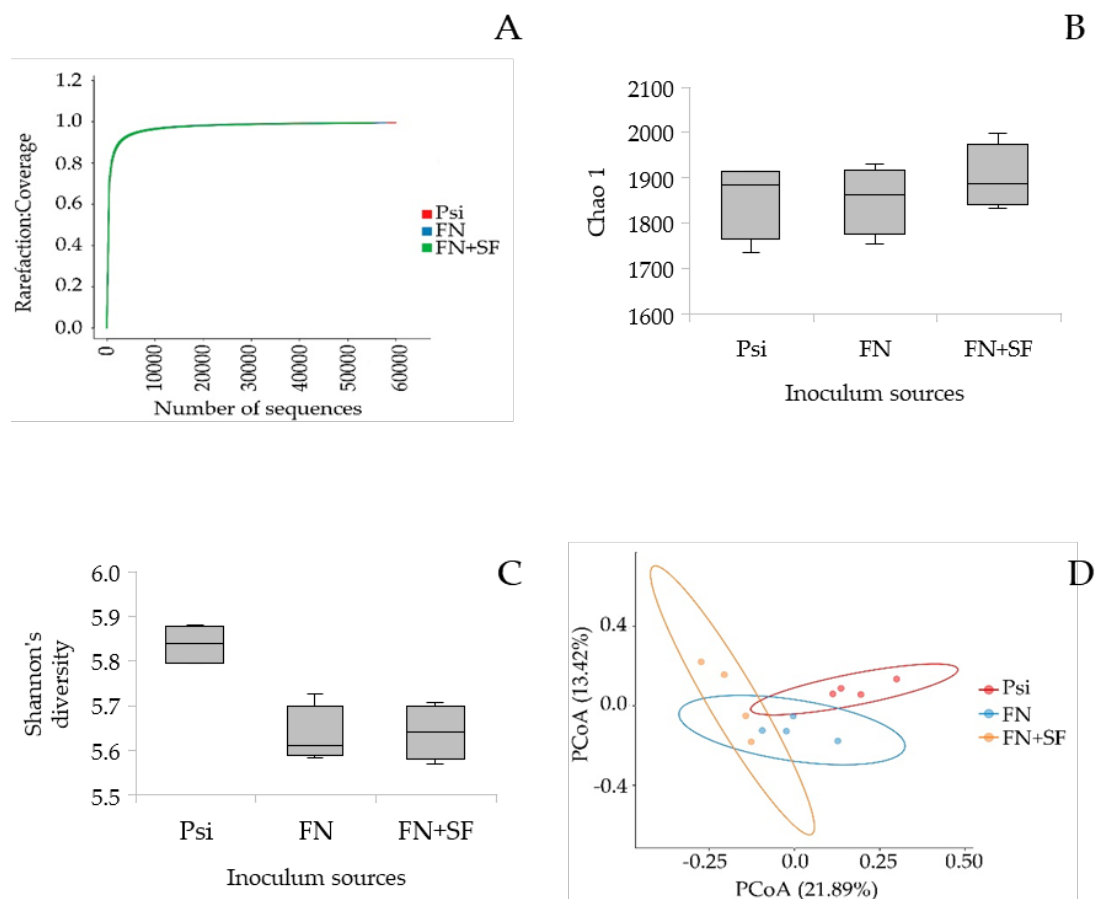 A
1.2
1.0
0.8
0.6
0.4
0.2
0.0
Rarefaction:Coverage
0
10000
20000
30000
40000
50000
60000
Number of sequences
Psi
FN
FN+SF
B
2100
2000
1900
1800
1700
1600
Chao 1
Psi FN FN+SF
Inoculum sources
C
6.0
5.9
5.8
5.7
5.6
5.5
Shannon's
diversity
Psi FN FN+SF
Inoculum sources
D
0.4
0.0
-0.4
PCoA (13.42%)
-0.25 0.0 0.25 0.50
PCoA (21.89%)
Psi
FN
FN+SF